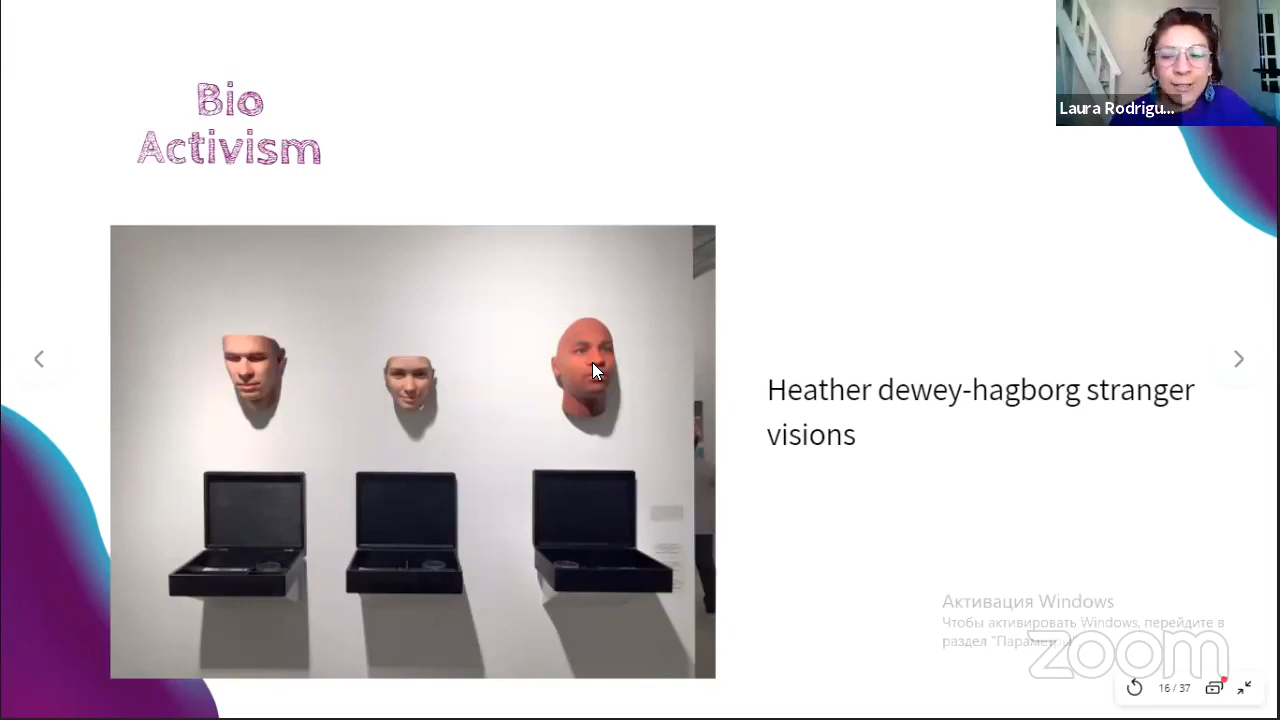 Bio
Activism
Laura Rodrigu...
Heather dewey-hagborg stranger
visions
Активация Windows
Чтобы активировать Windows, перейдите в
раздел "Параметры"
zoom
16 / 37